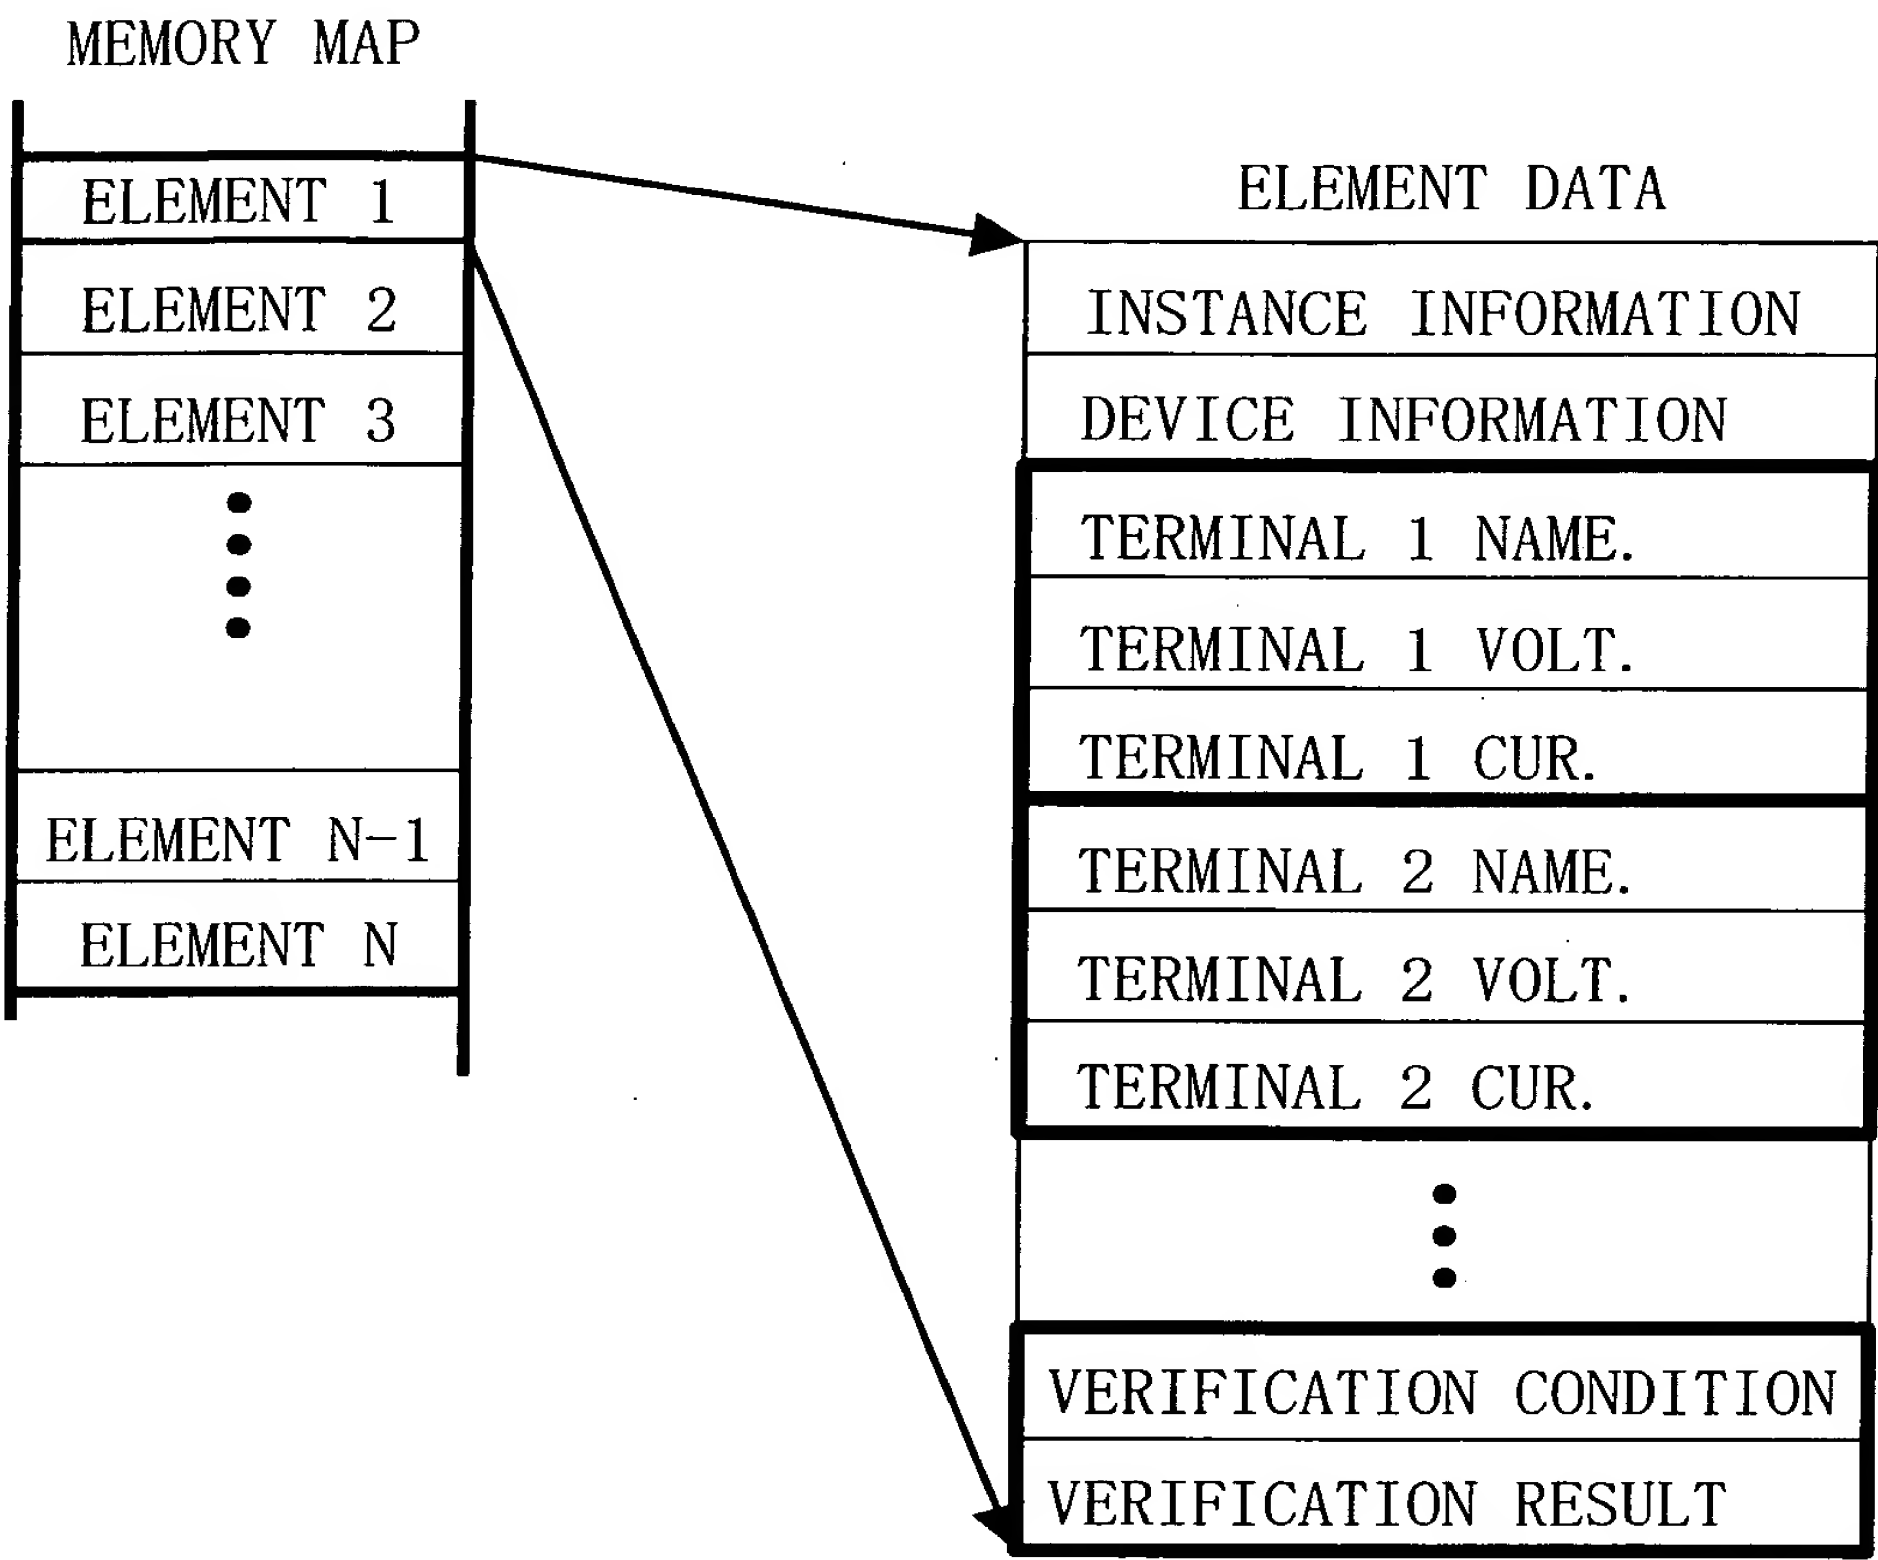 MEMORY MAP
ELEMENT 1
ELEMENT 2
ELEMENT 3
ELEMENT N-1
ELEMENT N
ELEMENT DATA
INSTANCE INFORMATION
DEVICE INFORMATION
TERMINAL 1 NAME.
TERMINAL 1 VOLT.
TERMINAL 1 CUR.
TERMINAL 2 NAME.
TERMINAL 2 VOLT.
TERMINAL 2 CUR.
VERIFICATION CONDITION
VERIFICATION RESULT